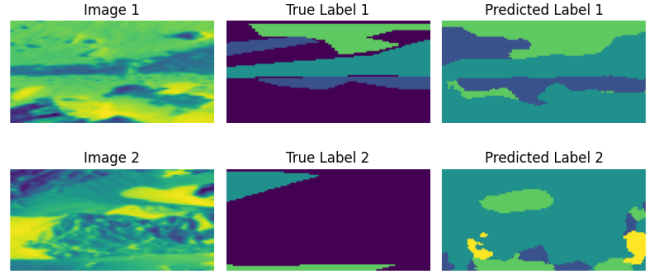 Image 1
True Label 1
Predicted Label 1
Image 2
True Label 2
Predicted Label 2